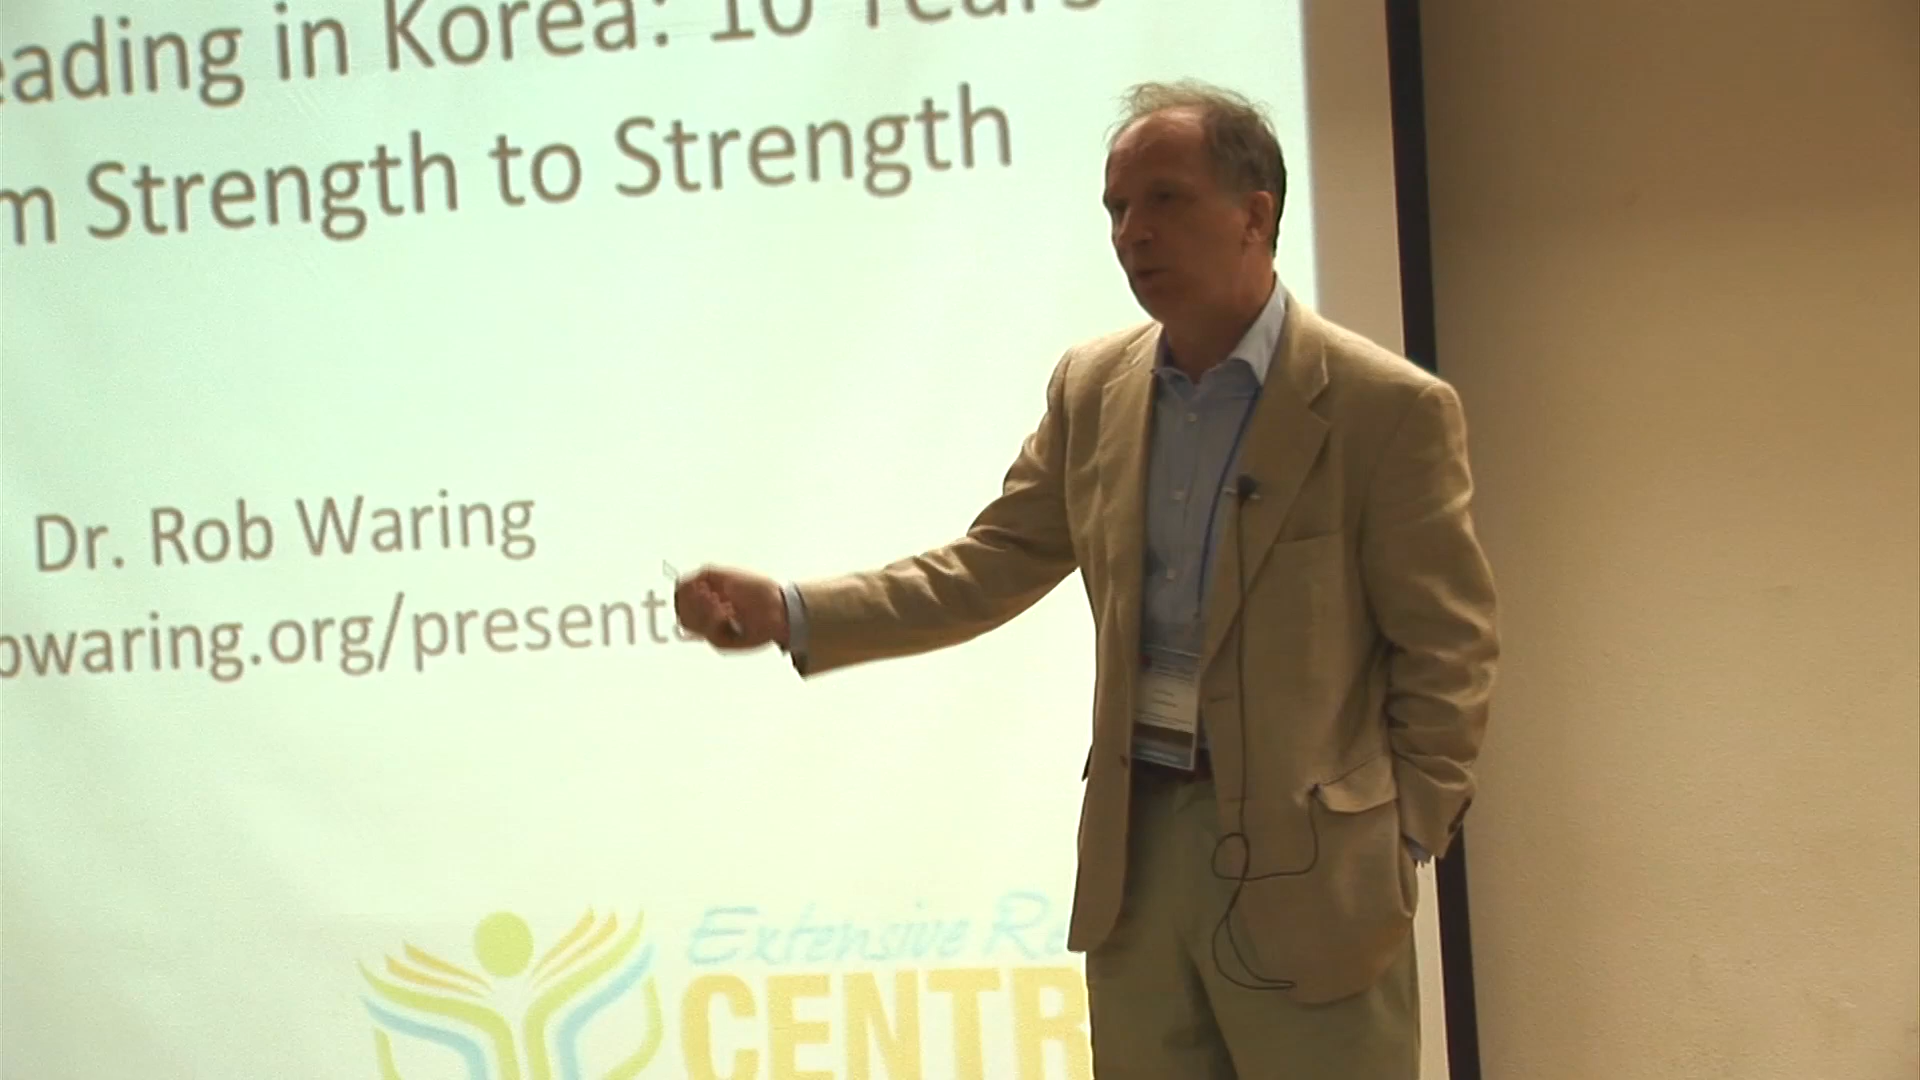 eading in Korea: 10 Years
m Strength to Strength
Dr. Rob Waring
owaring.org/presenta
Extensive Re
CENTR